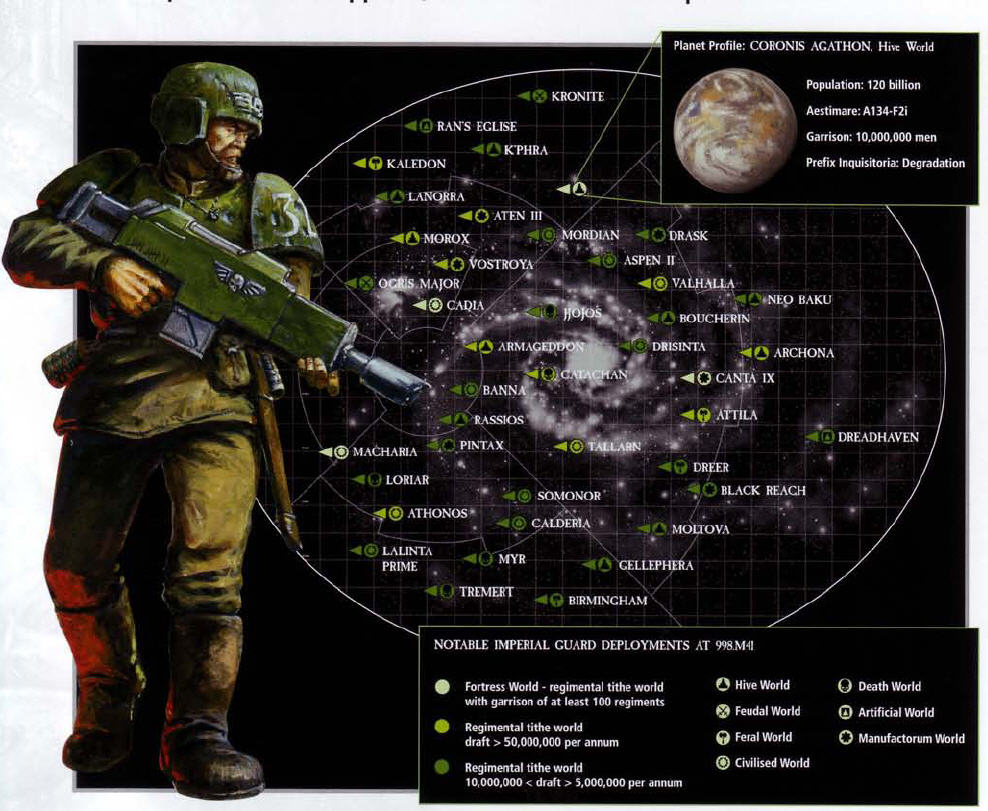 Planet Profile: CORONIS AGATHON, Hive World
Population: 120 billion
Aestimare: A134-F2i
Garrison: 10,000,000 men
Prefix Inquisitoria: Degradation
KRONITE
RAN'S EGLISE
K'PHRA
KALEDON
LANORRA
ATEN III
MOROX
MORDIAN
DRASK
VOSTROYA
ASPEN II
OGRIS MAJOR
VALHALLA
CADIA
NEO BAKU
JJOJOS
BOUCHERIN
ARMAGEDDON
DRISINTA
ARCHONA
CATACHAN
CANTA IX
BANNA
RASSIOS
ATTILA
MACHARIA
PINTAX
TALLARN
DREADHAVEN
LORIAR
DREER
SOMONOR
BLACK REACH
ATHONOS
CALDERIA
MOLTOVA
LALINTA
PRIME
MYR
GELLEPHERA
TREMERT
BIRMINGHAM
31
NOTABLE IMPERIAL GUARD DEPLOYMENTS AT 998.M41
Fortress World - regimental tithe world
with garrison of at least 100 regiments
Regimental tithe world
draft > 50,000,000 per annum
Regimental tithe world
10,000,000 < draft > 5,000,000 per annum
Hive World
Feudal World
Feral World
Civilised World
Death World
Artificial World
Manufactorum World